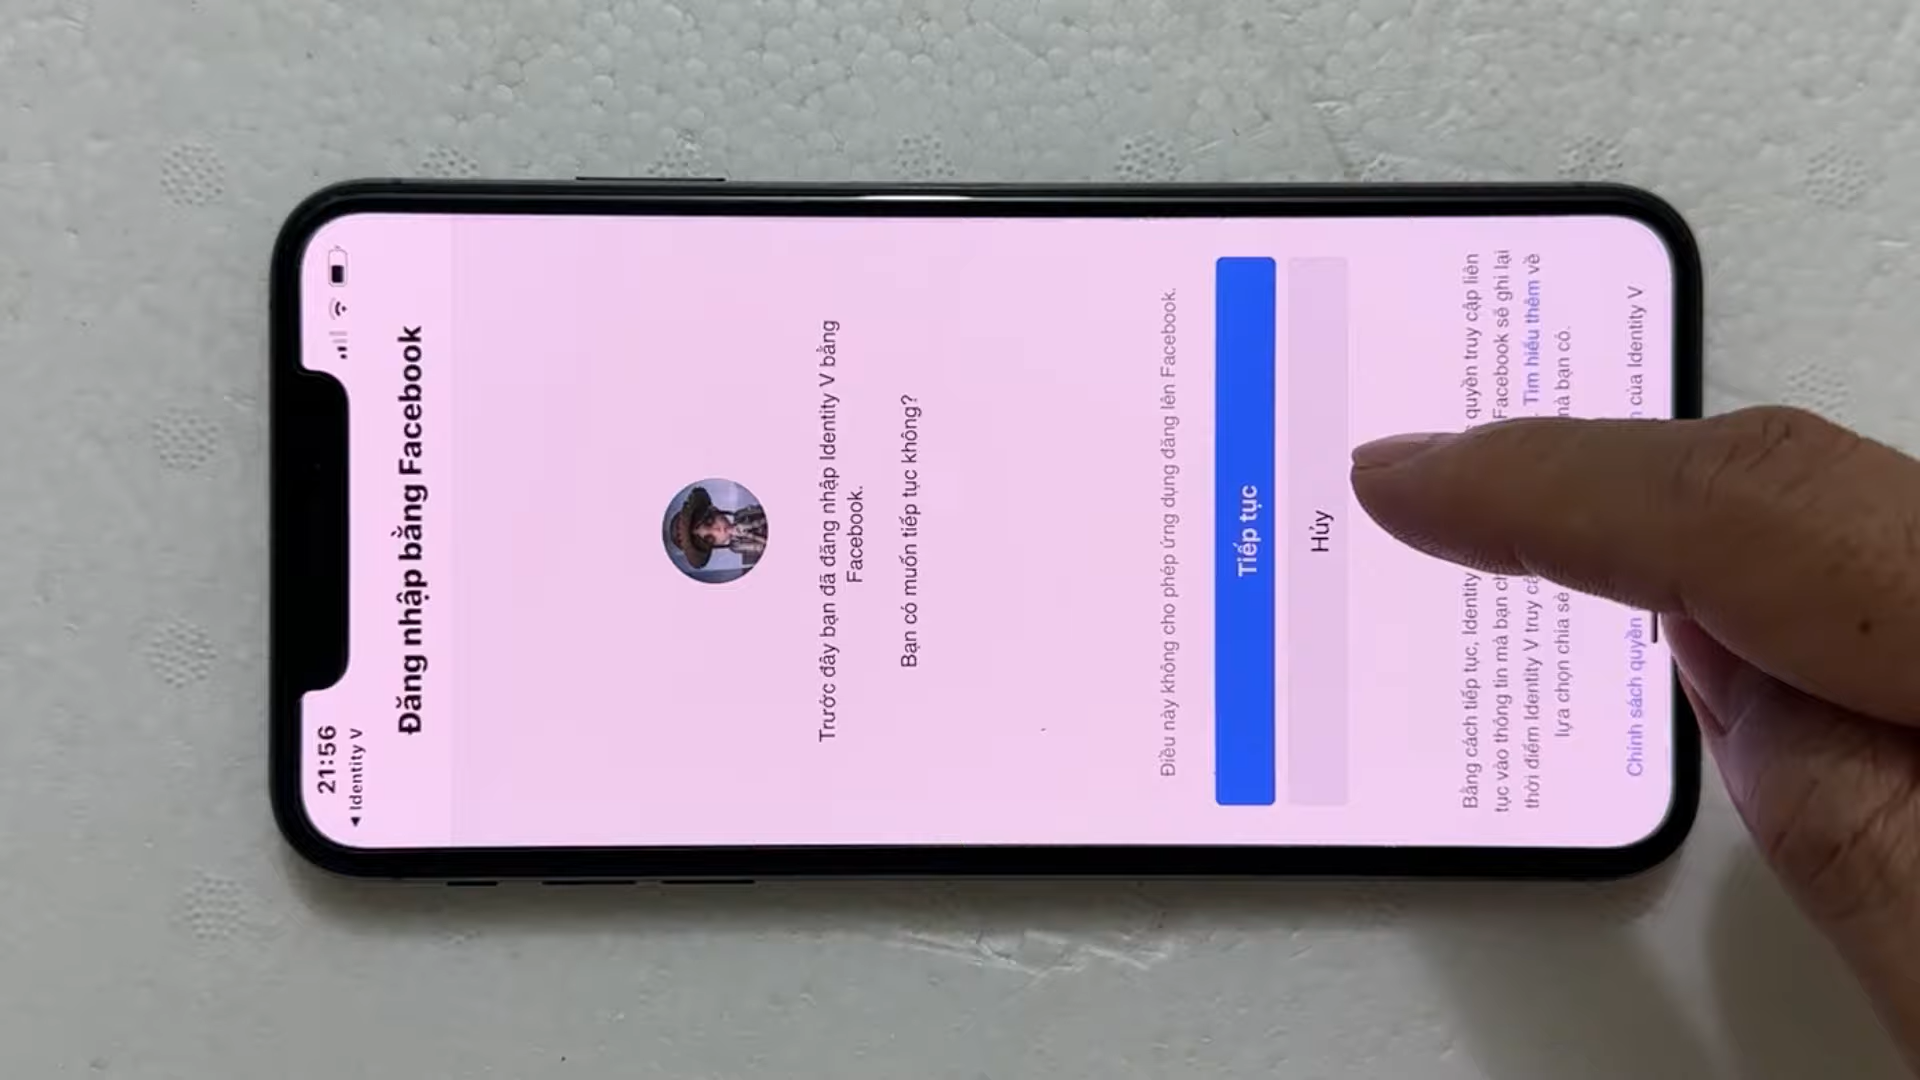 21:56
◀ Identity V
Đăng nhập bằng Facebook
Trước đây bạn đã đăng nhập Identity V bằng
Facebook.
Bạn có muốn tiếp tục không?
Điều này không cho phép ứng dụng đăng lên Facebook.
Tiếp tục
Hủy
Bằng cách tiếp tục, Identity quyền truy cập liên
tục vào thông tin mà bạn Facebook sẽ ghi lại
thời điểm Identity V truy Tìm hiểu thêm về
lựa chọn chia sẻ mà bạn có.
Chính sách quyền của Identity V